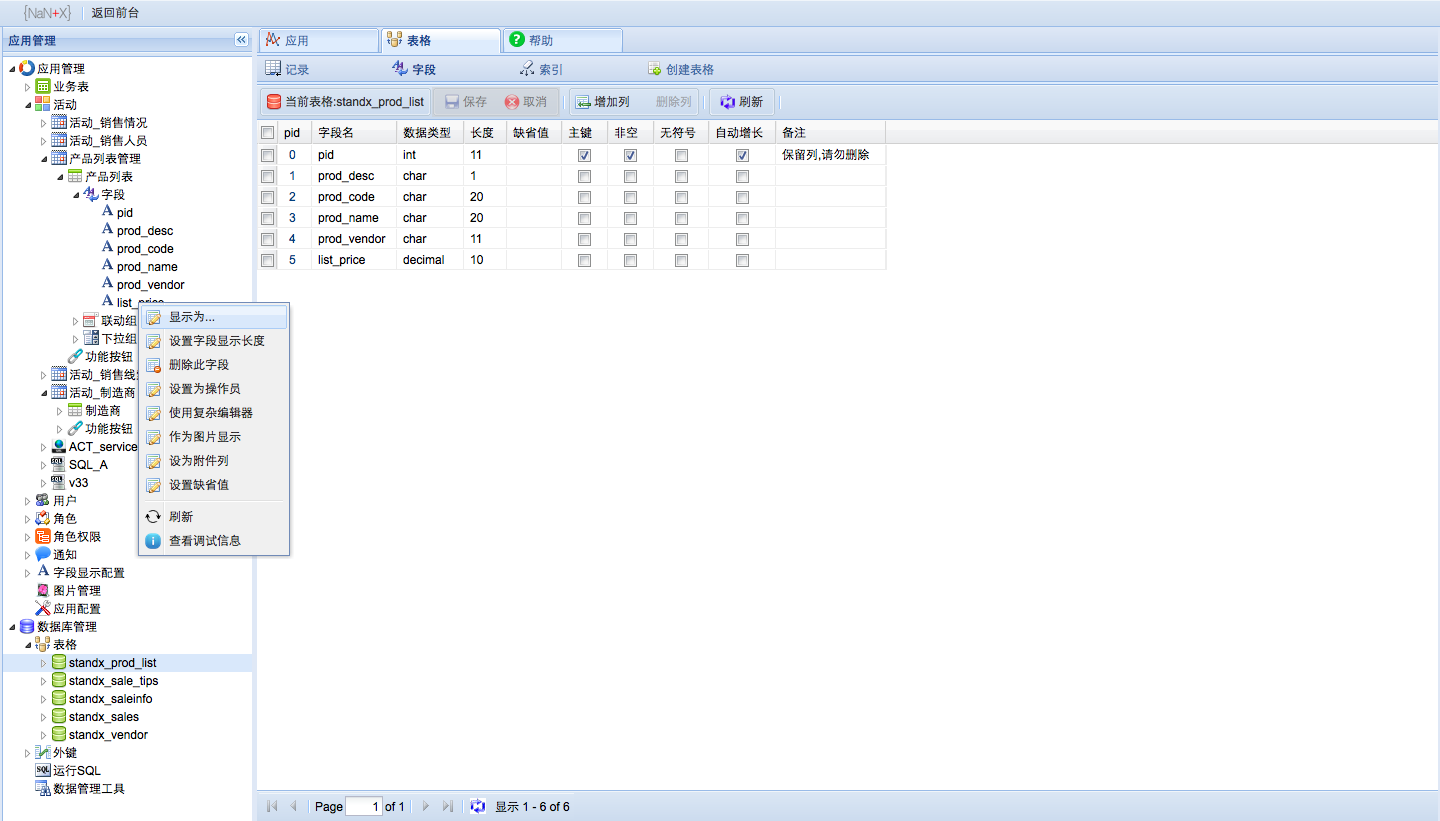 {NaN+X} 返回前台
应用管理
应用管理
业务表
活动
活动_销售情况
活动_销售人员
产品列表管理
产品列表
字段
pid
prod_desc
prod_code
prod_name
prod_vendor
list_price
联动组
下拉组
功能按钮
活动_销售线
活动_制造商
制造商
功能按钮
ACT_service
SQL_A
v33
用户
角色
角色权限
通知
字段显示配置
图片管理
应用配置
数据库管理
表格
standx_prod_list
standx_sale_tips
standx_saleinfo
standx_sales
standx_vendor
外键
SQL 运行SQL
数据管理工具
显示为...
设置字段显示长度
删除此字段
设置为操作员
使用复杂编辑器
作为图片显示
设为附件列
设置缺省值
刷新
查看调试信息
应用 表格 帮助
记录 字段 索引 创建表格
当前表格:standx_prod_list 保存 取消 增加列 删除列 刷新
pid 字段名 数据类型 长度 缺省值 主键 非空 无符号 自动增长 备注
0 pid int 11 保留列,请勿删除
1 prod_desc char 1
2 prod_code char 20
3 prod_name char 20
4 prod_vendor char 11
5 list_price decimal 10
Page 1 of 1 显示 1 - 6 of 6